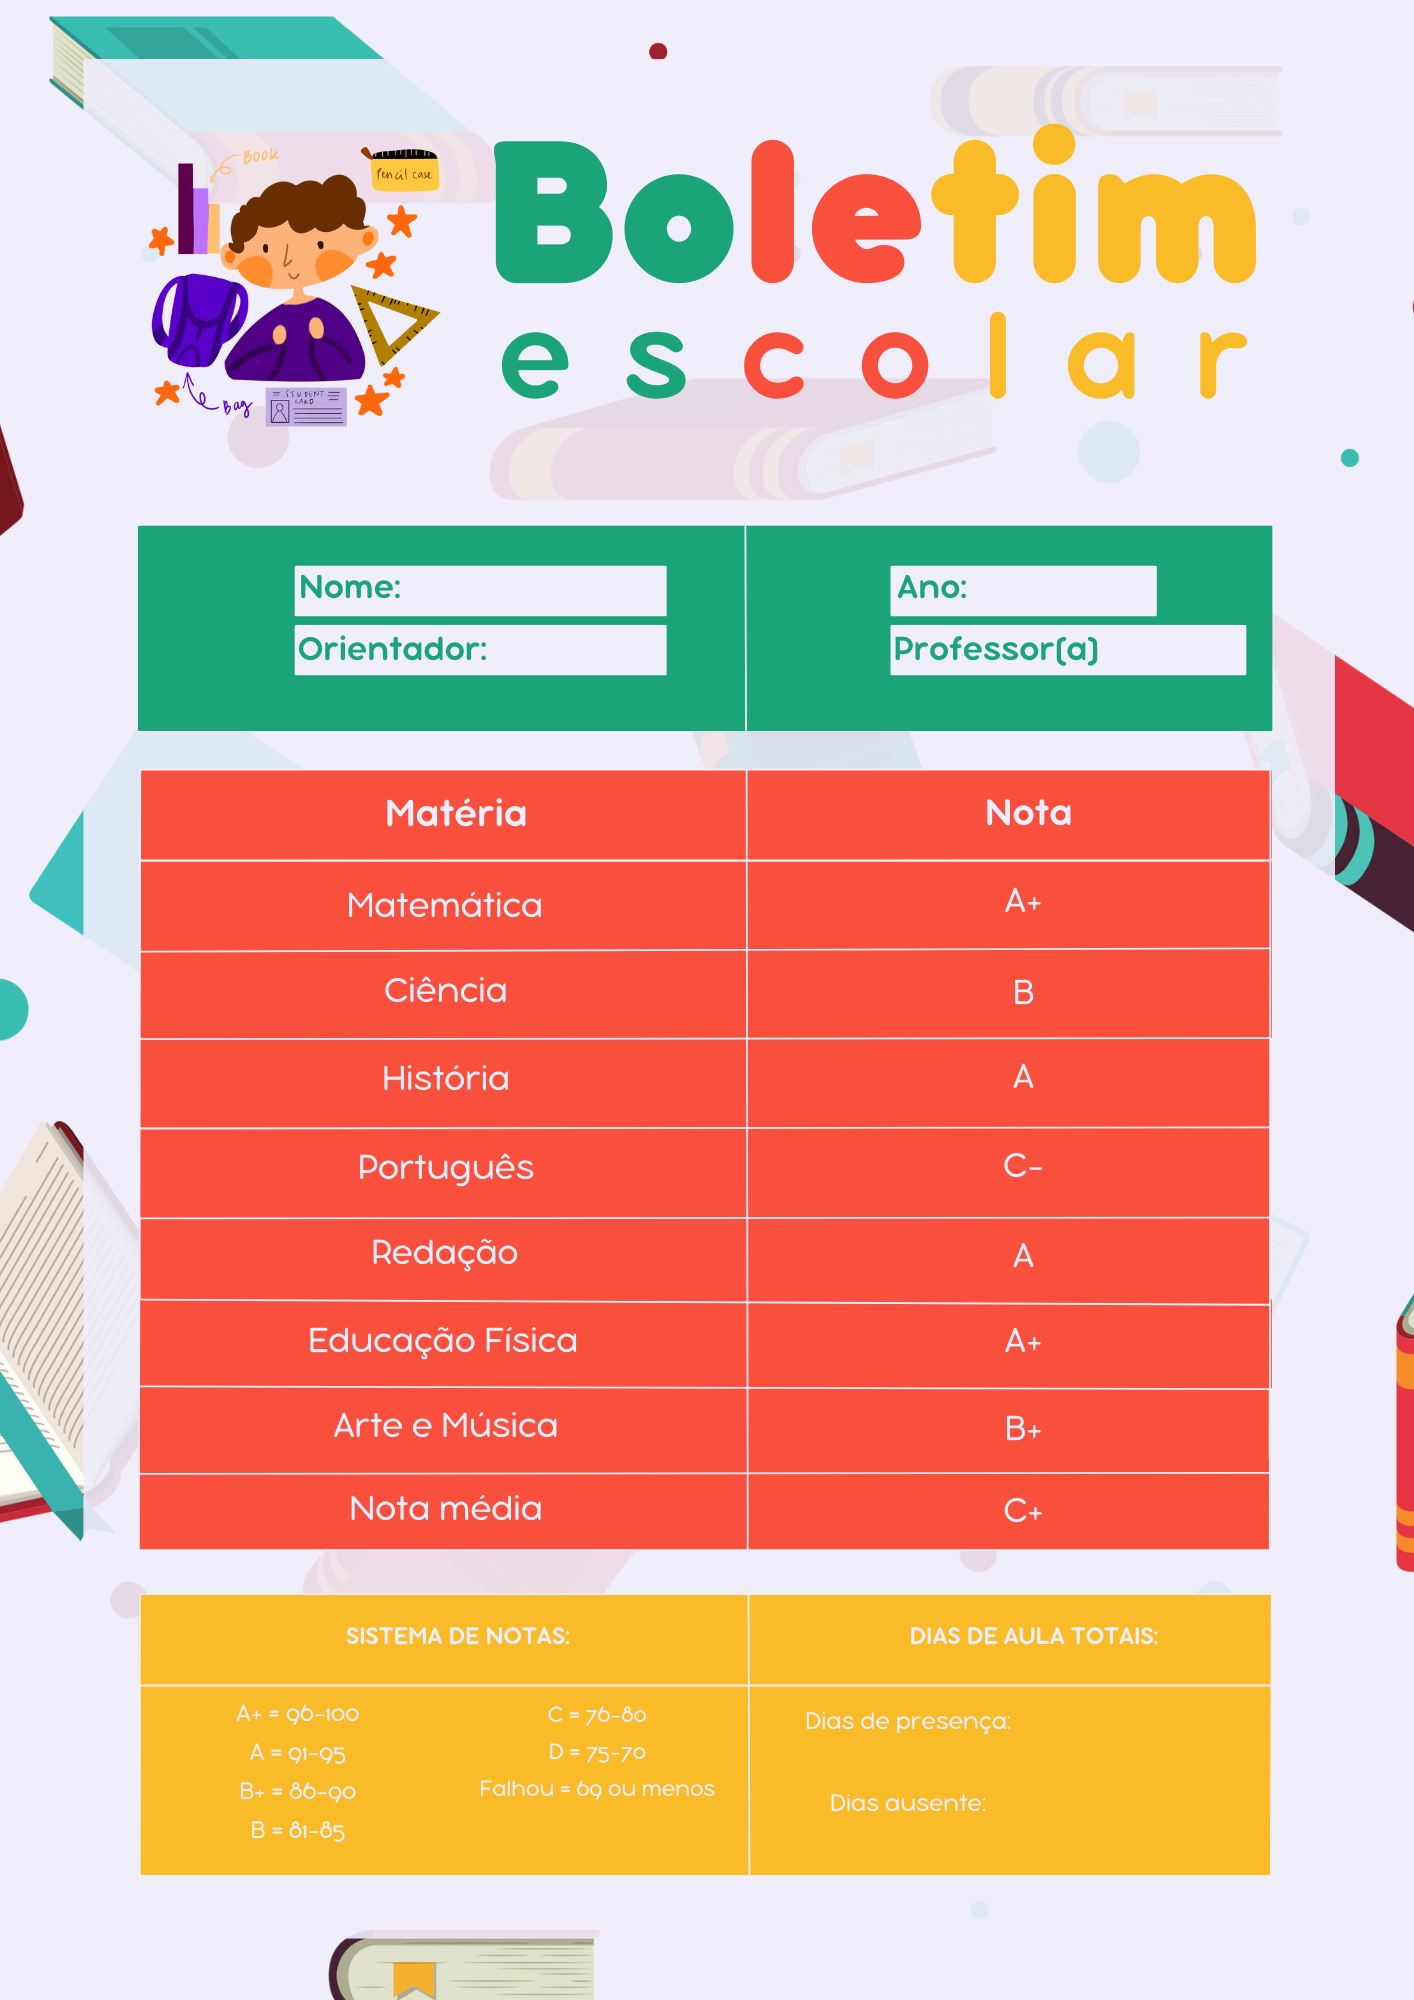 Book
Pencil case
Boletim
escolar
Bag
STUDENT
CARD
Nome:
Ano:
Orientador:
Professor(a)
Matéria
Nota
Matemática
A+
Ciência
B
História
A
Português
C-
Redação
A
Educação Física
A+
Arte e Música
B+
Nota média
C+
SISTEMA DE NOTAS:
A+ = 96-100
A = 91-95
B+ = 86-90
B = 81-85
C = 76-80
D = 75-70
Falhou = 69 ou menos
DIAS DE AULA TOTAIS:
Dias de presença:
Dias ausente: